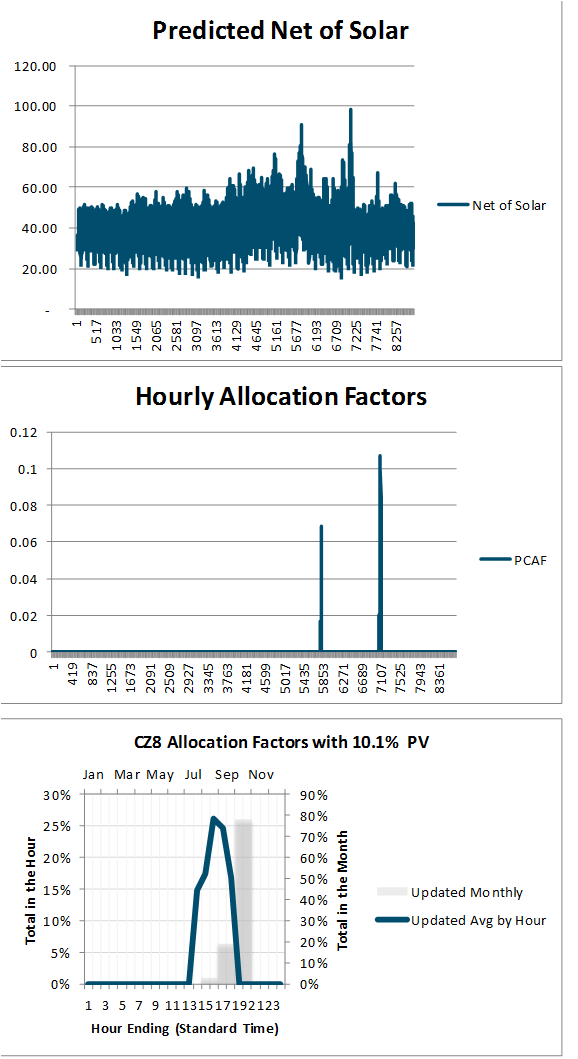 Predicted Net of Solar
120.00
100.00
80.00
60.00
40.00
20.00
-
1 517 1033 1549 2065 2581 3097 3613 4129 4645 5161 5677 6193 6709 7225 7741 8257
Net of Solar
Hourly Allocation Factors
0.12
0.1
0.08
0.06
0.04
0.02
0
1 419 837 1255 1673 2091 2509 2927 3345 3763 4181 4599 5017 5435 5853 6271 6689 7107 7525 7943 8361
PCAF
CZ8 Allocation Factors with 10.1% PV
Jan Mar May Jul Sep Nov
30%
25%
20%
15%
10%
5%
0%
Total in the Hour
90%
80%
70%
60%
50%
40%
30%
20%
10%
0%
Total in the Month
1 3 5 7 9 11 13 15 17 19 21 23
Hour Ending (Standard Time)
Updated Monthly
Updated Avg by Hour